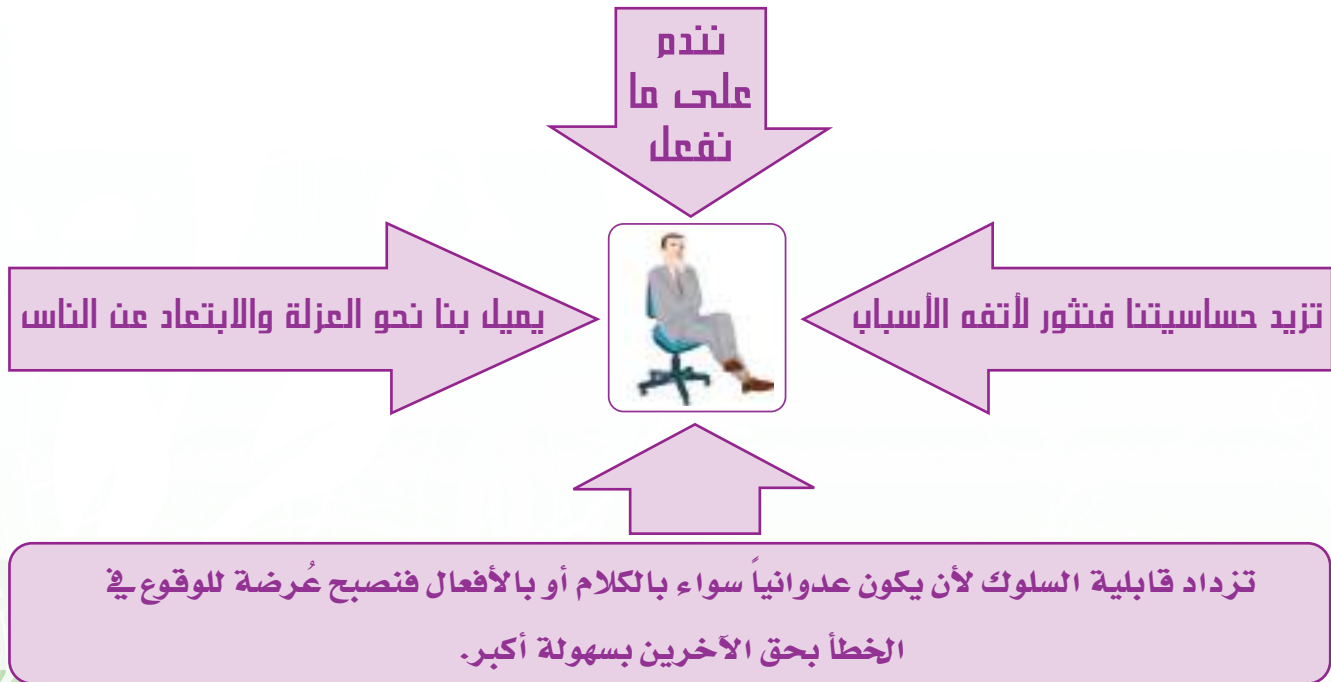 نندم
على ما
نفعل
تزيد حساسيتنا فنثور لأتفه الأسباب
يميل بنا نحو العزلة والابتعاد عن الناس
تزداد قابلية السلوك لأن يكون عدوانياً سواء بالكلام أو بالأفعال فنصبح عُرضة للوقوع في
الخطأ بحق الآخرين بسهولة أكبر.